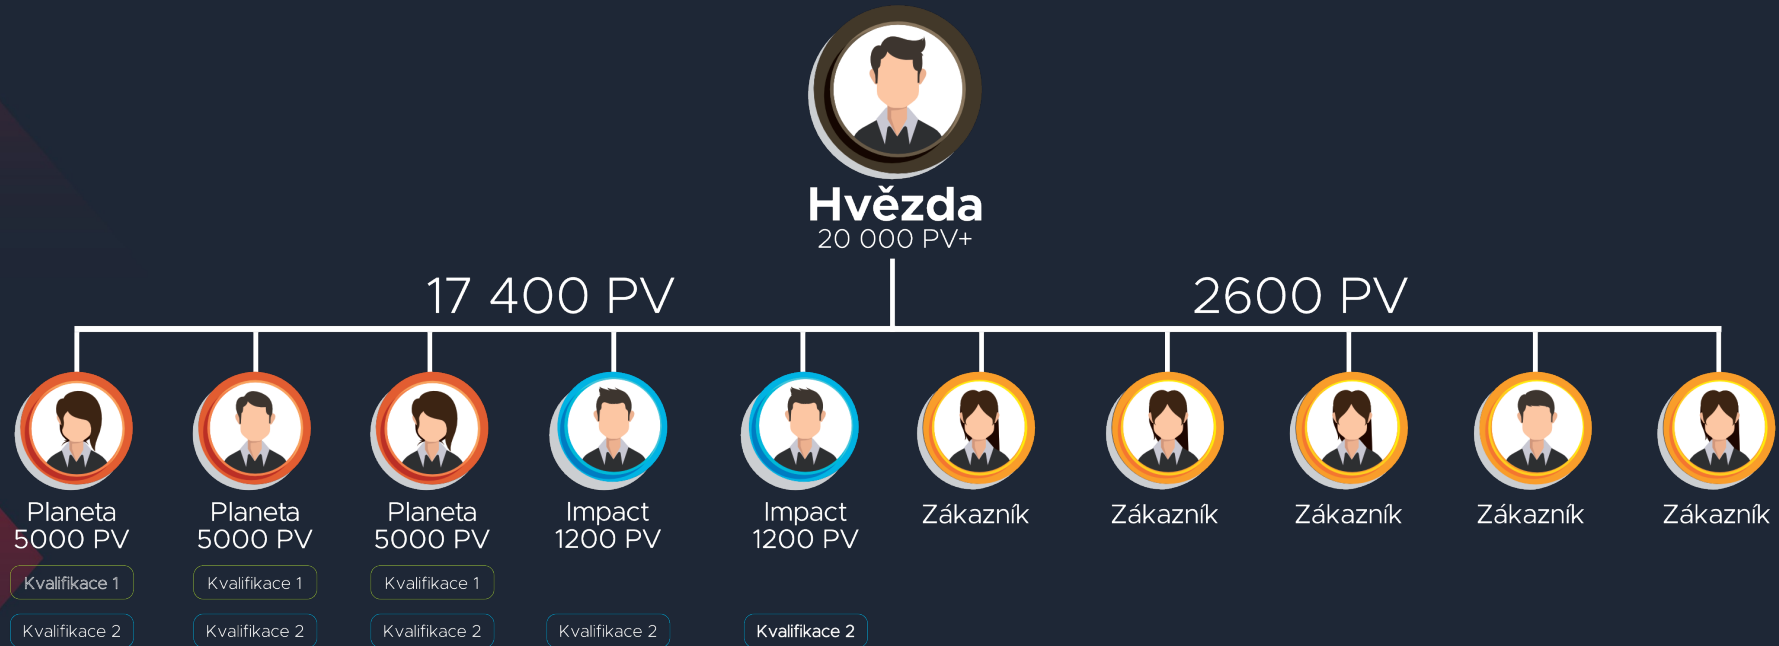 Hvězda
20 000 PV+
17 400 PV
2600 PV
Planeta
5000 PV
Kvalifikace 1
Kvalifikace 2
Planeta
5000 PV
Kvalifikace 1
Kvalifikace 2
Planeta
5000 PV
Kvalifikace 1
Kvalifikace 2
Impact
1200 PV
Kvalifikace 2
Impact
1200 PV
Kvalifikace 2
Zákazník
Zákazník
Zákazník
Zákazník
Zákazník